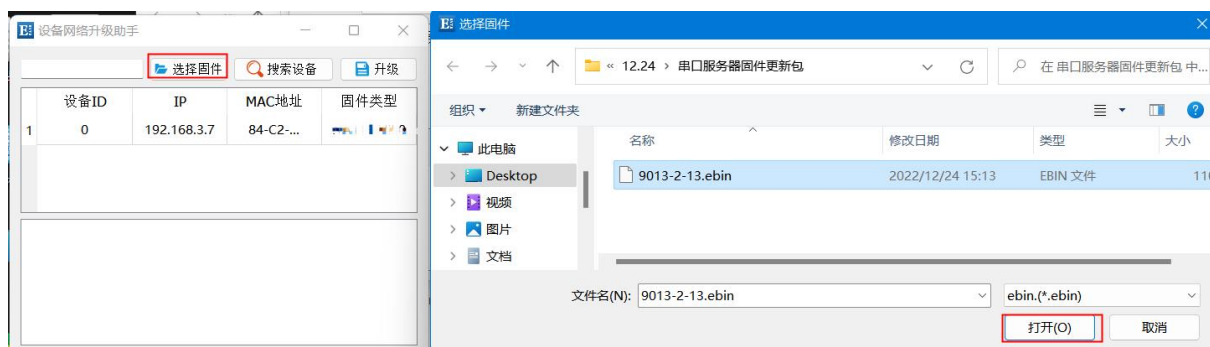 设备网络升级助手
选择固件 搜索设备 升级
设备ID IP MAC地址 固件类型
1 0 192.168.3.7 84-C2-...
选择固件
« 12.24 › 串口服务器固件更新包
在 串口服务器固件更新包 中...
组织 新建文件夹
名称 修改日期 类型 大小
此电脑
Desktop
视频
图片
文档
9013-2-13.ebin 2022/12/24 15:13 EBIN 文件
文件名(N): 9013-2-13.ebin ebin.(*.ebin)
打开(O) 取消